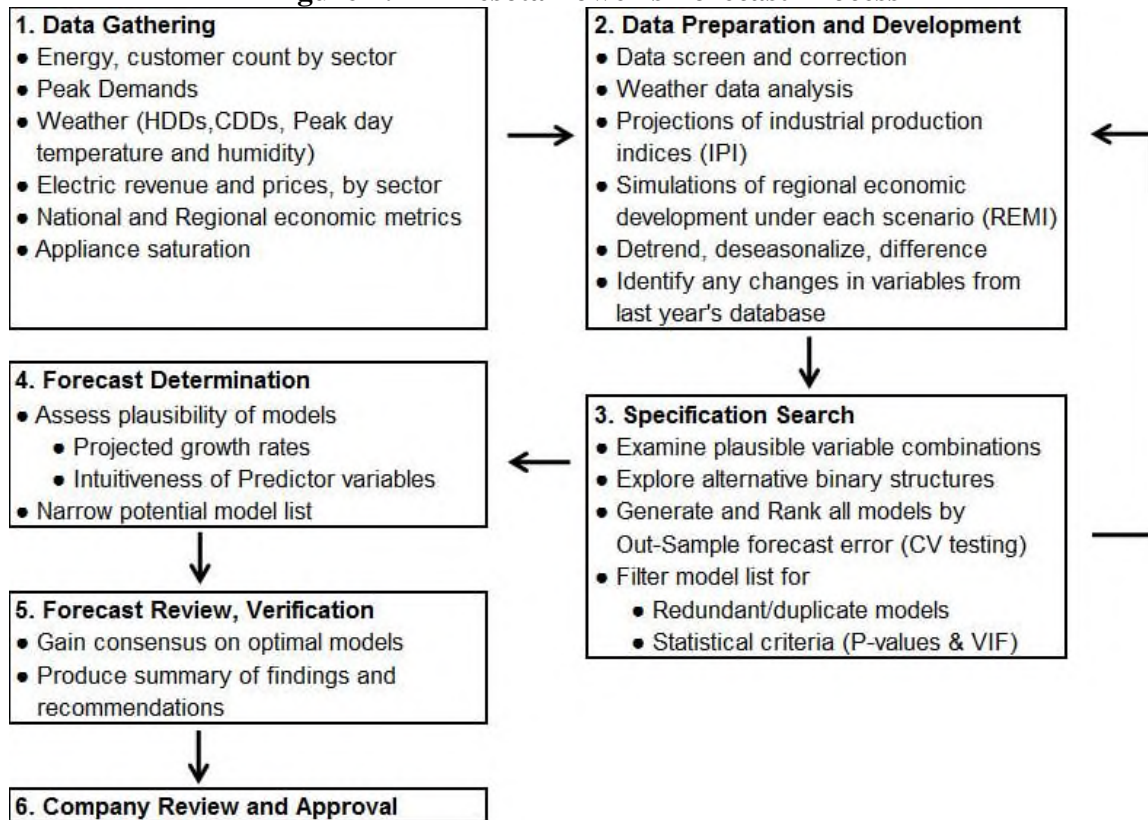 1. Data Gathering
● Energy, customer count by sector
● Peak Demands
● Weather (HDDs,CDDs, Peak day
temperature and humidity)
● Electric revenue and prices, by sector
● National and Regional economic metrics
● Appliance saturation
2. Data Preparation and Development
● Data screen and correction
● Weather data analysis
● Projections of industrial production
indices (IPI)
● Simulations of regional economic
development under each scenario (REMI)
● Detrend, deseasonalize, difference
● Identify any changes in variables from
last year's database
3. Specification Search
● Examine plausible variable combinations
● Explore alternative binary structures
● Generate and Rank all models by
Out-Sample forecast error (CV testing)
● Filter model list for
● Redundant/duplicate models
● Statistical criteria (P-values & VIF)
4. Forecast Determination
● Assess plausibility of models
● Projected growth rates
● Intuitiveness of Predictor variables
● Narrow potential model list
5. Forecast Review, Verification
● Gain consensus on optimal models
● Produce summary of findings and
recommendations
6. Company Review and Approval